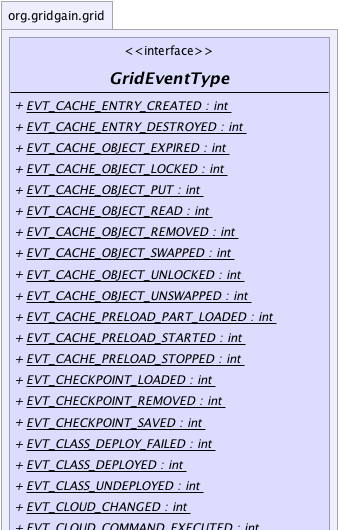 org.gridgain.grid
<<interface>>
GridEventType
+ EVT_CACHE_ENTRY_CREATED : int
+ EVT_CACHE_ENTRY_DESTROYED : int
+ EVT_CACHE_OBJECT_EXPIRED : int
+ EVT_CACHE_OBJECT_LOCKED : int
+ EVT_CACHE_OBJECT_PUT : int
+ EVT_CACHE_OBJECT_READ : int
+ EVT_CACHE_OBJECT_REMOVED : int
+ EVT_CACHE_OBJECT_SWAPPED : int
+ EVT_CACHE_OBJECT_UNLOCKED : int
+ EVT_CACHE_OBJECT_UNSWAPPED : int
+ EVT_CACHE_PRELOAD_PART_LOADED : int
+ EVT_CACHE_PRELOAD_STARTED : int
+ EVT_CACHE_PRELOAD_STOPPED : int
+ EVT_CHECKPOINT_LOADED : int
+ EVT_CHECKPOINT_REMOVED : int
+ EVT_CHECKPOINT_SAVED : int
+ EVT_CLASS_DEPLOY_FAILED : int
+ EVT_CLASS_DEPLOYED : int
+ EVT_CLASS_UNDEPLOYED : int
+ EVT_CLOUD_CHANGED : int
+ EVT_CLOUD_COMMAND_EXECUTED : int